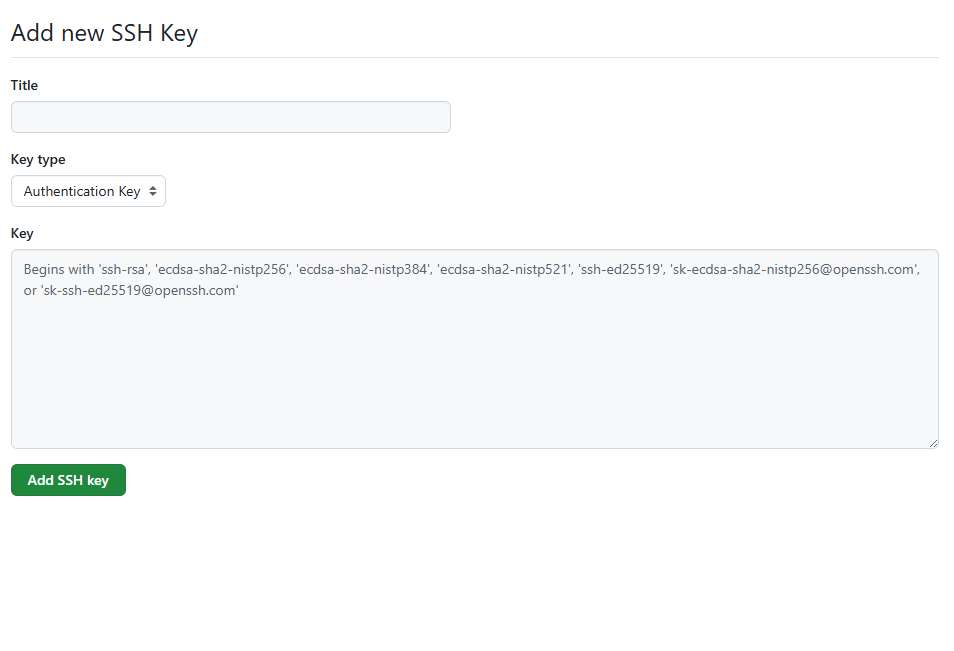 Add new SSH Key
Title
Key type
Authentication Key
Key
Begins with 'ssh-rsa', 'ecdsa-sha2-nistp256', 'ecdsa-sha2-nistp384', 'ecdsa-sha2-nistp521', 'ssh-ed25519', 'sk-ecdsa-sha2-nistp256@openssh.com',
or 'sk-ssh-ed25519@openssh.com'
Add SSH key